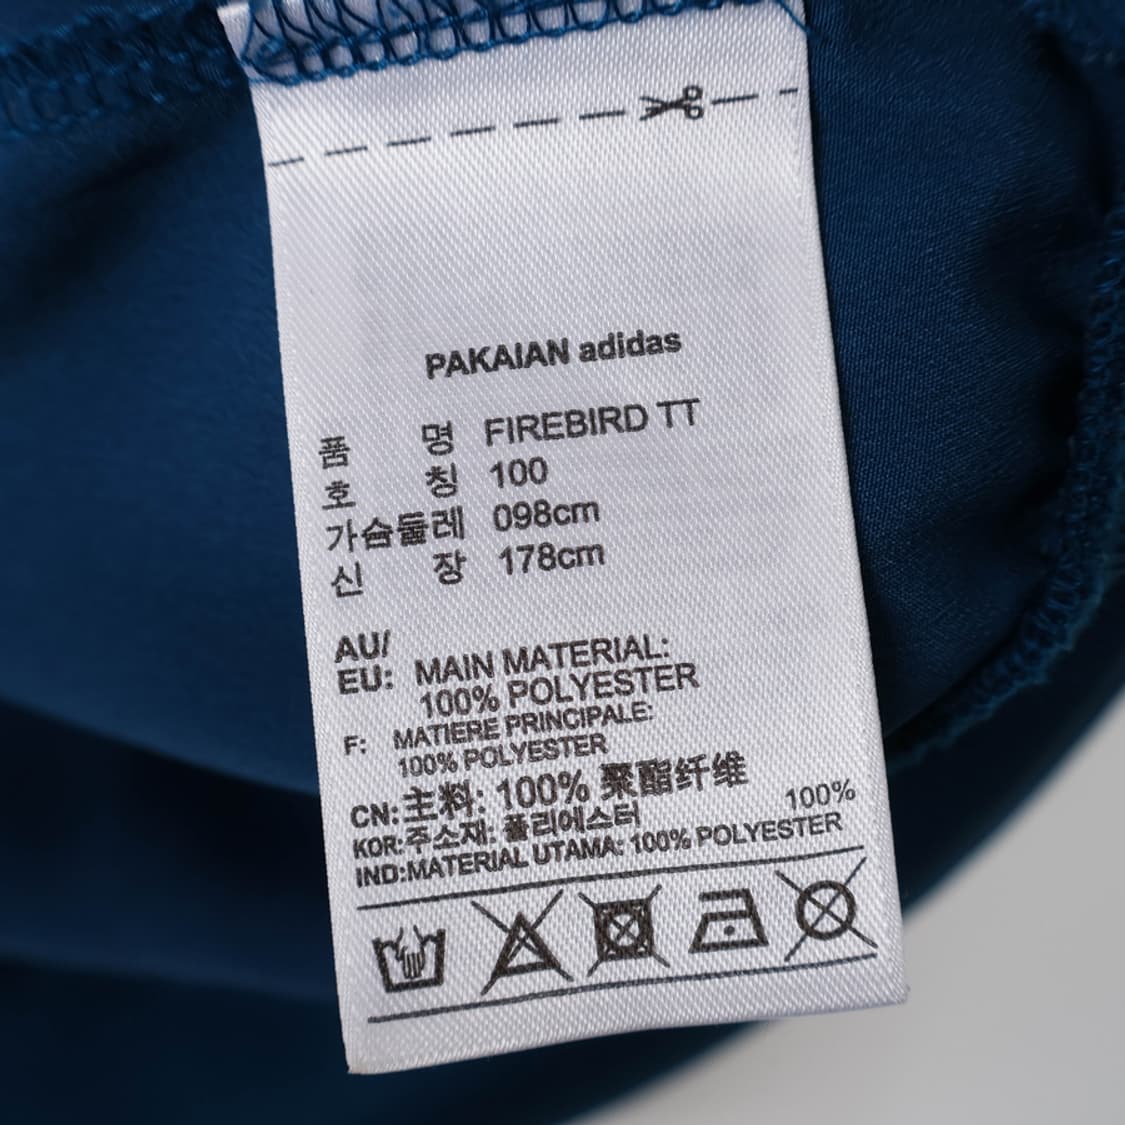 PAKAIAN adidas
품 명 FIREBIRD TT
호 칭 100
가슴둘레 098cm
신 장 178cm
AU/
EU: MAIN MATERIAL:
100% POLYESTER
F: MATIERE PRINCIPALE:
100% POLYESTER
CN:主料: 100% 聚酯纤维
KOR:주소재: 폴리에스터 100%
IND:MATERIAL UTAMA: 100% POLYESTER